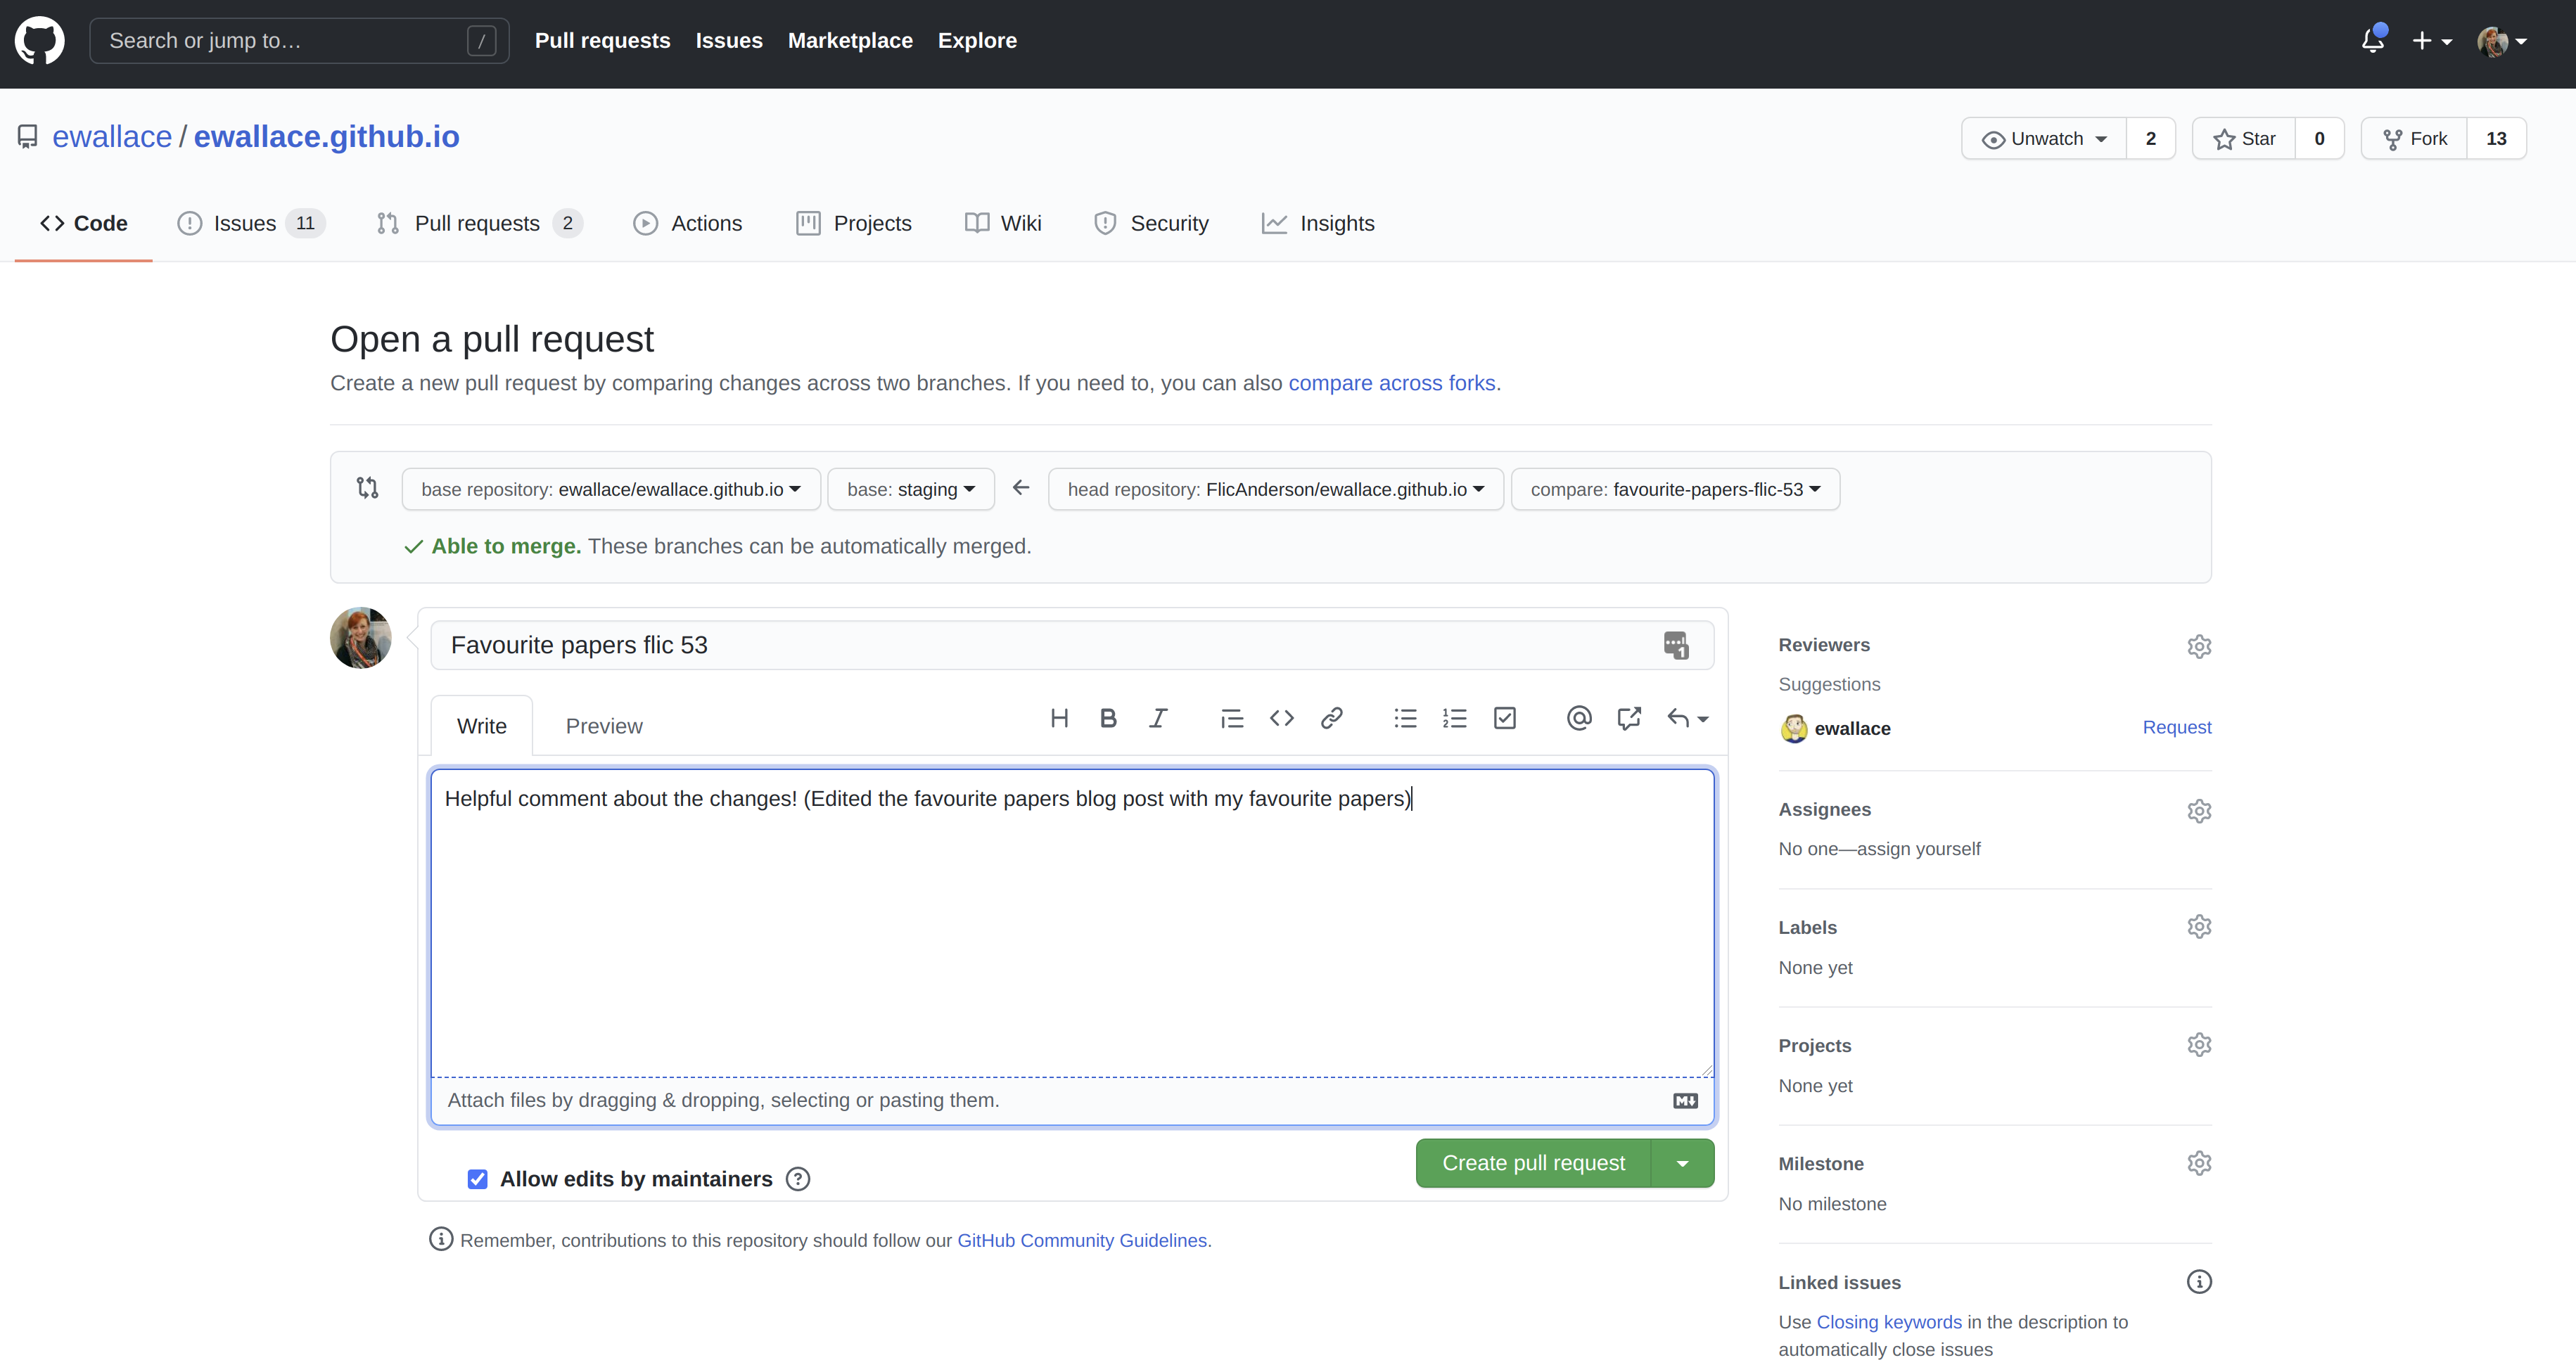 Search or jump to… /
Pull requests Issues Marketplace Explore
ewallace / ewallace.github.io
Unwatch 2 Star 0 Fork 13
Code Issues 11 Pull requests 2 Actions Projects Wiki Security Insights
Open a pull request
Create a new pull request by comparing changes across two branches. If you need to, you can also compare across forks.
base repository: ewallace/ewallace.github.io base: staging ← head repository: FlicAnderson/ewallace.github.io compare: favourite-papers-flic-53
Able to merge. These branches can be automatically merged.
Favourite papers flic 53
1
Write Preview
Helpful comment about the changes! (Edited the favourite papers blog post with my favourite papers)
Attach files by dragging & dropping, selecting or pasting them.
Allow edits by maintainers
Create pull request
Remember, contributions to this repository should follow our GitHub Community Guidelines.
Reviewers
Suggestions
ewallace Request
Assignees
No one—assign yourself
Labels
None yet
Projects
None yet
Milestone
No milestone
Linked issues
Use Closing keywords in the description to
automatically close issues